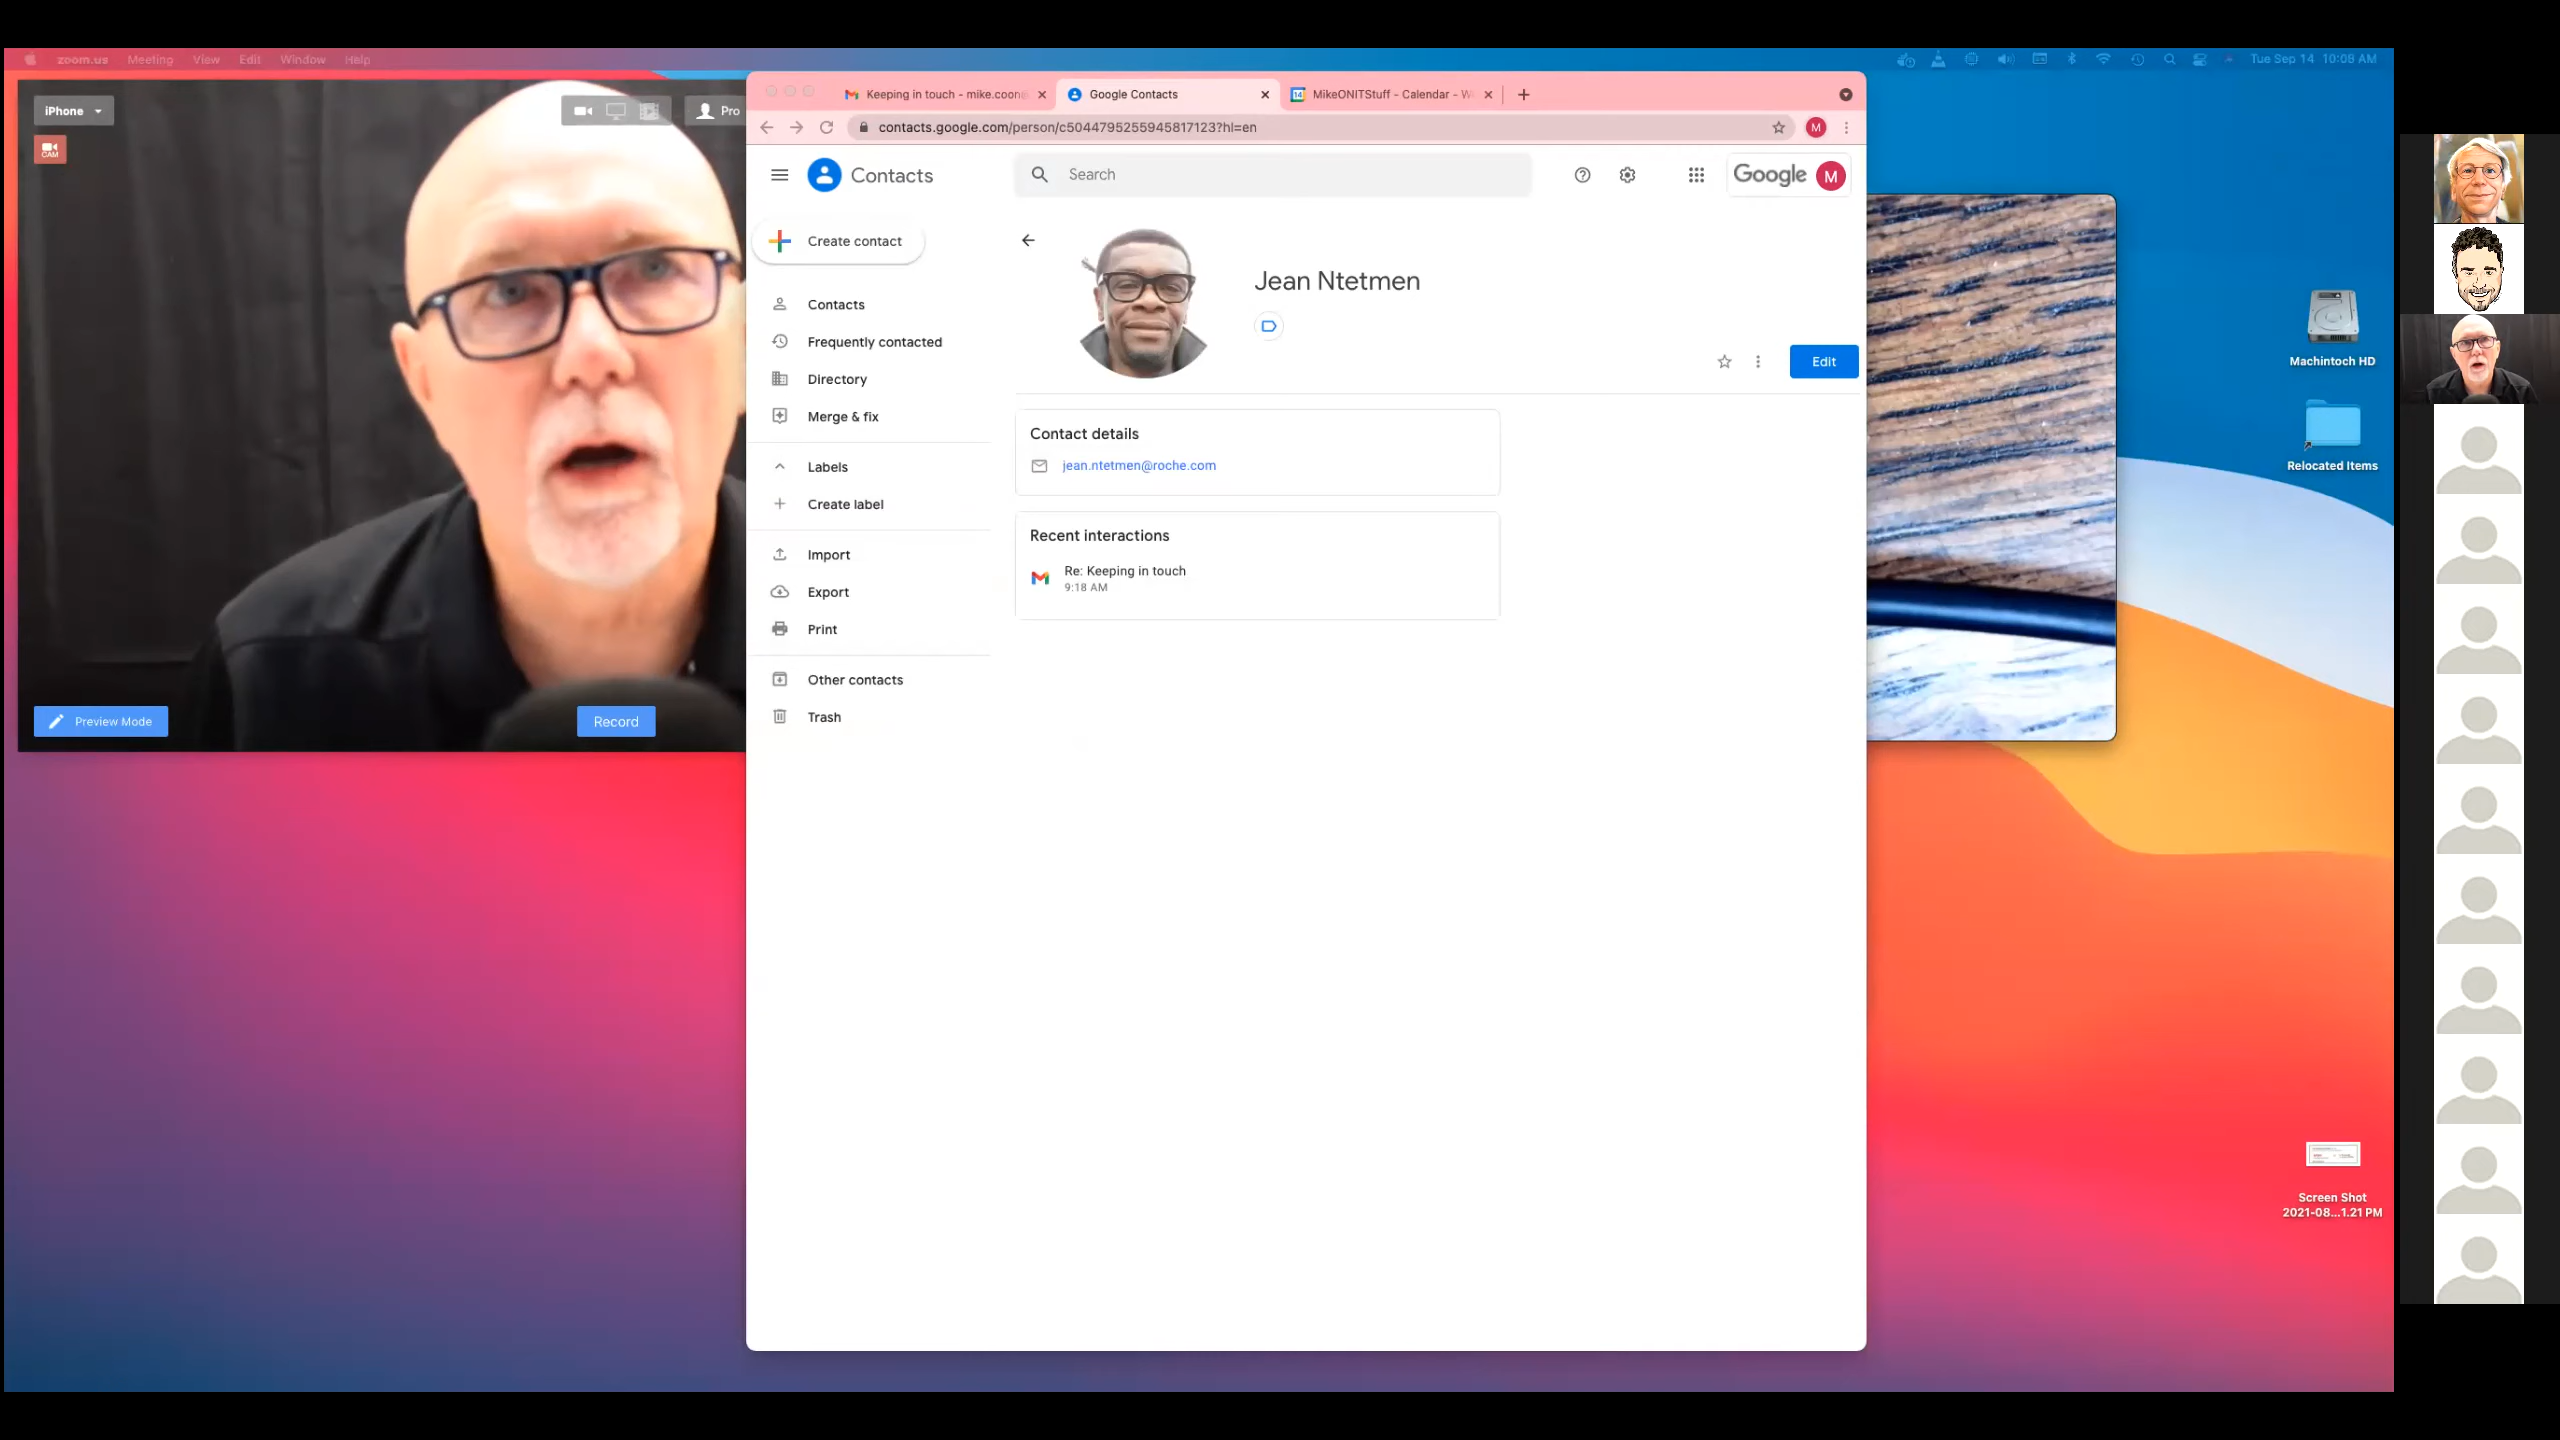 zoom.us Meeting View Edit Window Help
Tue Sep 14 10:08 AM
iPhone
Pro
CAM
Preview Mode
Record
Keeping in touch - mike.coon@
Google Contacts
MikeONITStuff - Calendar - W
contacts.google.com/person/c5044795255945817123?hl=en
M
Contacts
Search
Google
M
Create contact
Contacts
Frequently contacted
Directory
Merge & fix
Labels
Create label
Import
Export
Print
Other contacts
Trash
Jean Ntetmen
Edit
Contact details
jean.ntetmen@roche.com
Recent interactions
Re: Keeping in touch
9:18 AM
Machintoch HD
Relocated Items
Screen Shot
2021-08...1.21 PM